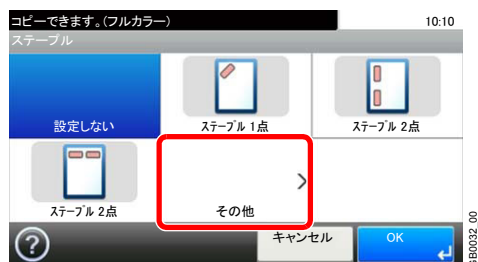 コピーできます。(フルカラー) 10:10
ステープル
設定しない
ステープル 1点
ステープル 2点
ステープル 2点
その他
?
キャンセル
OK
GB0032_00